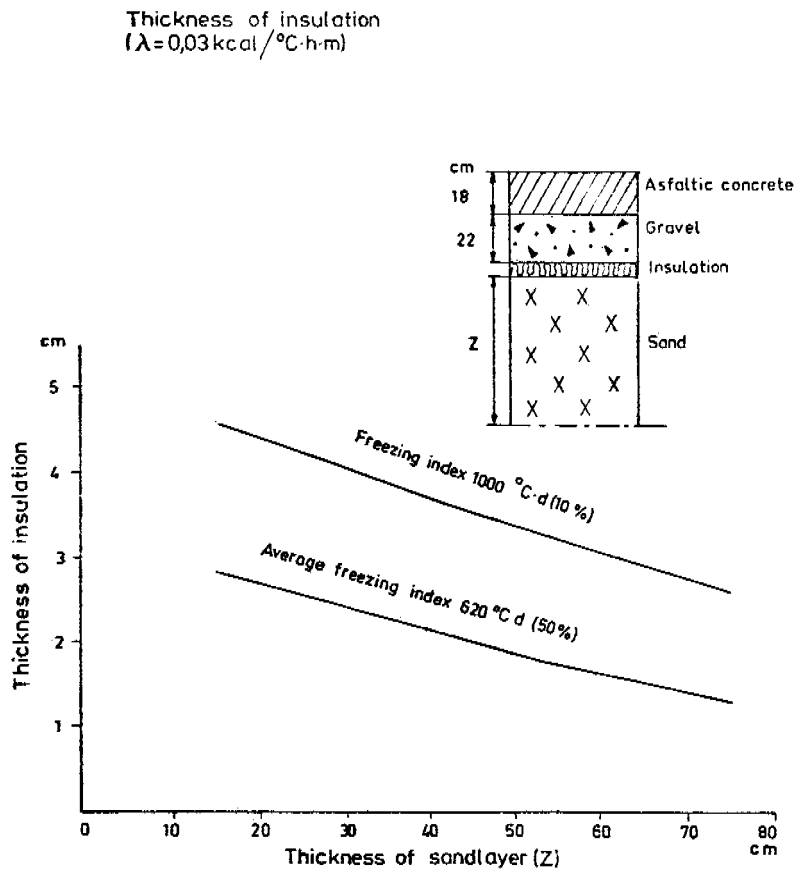 Thickness of insulation
(λ=0,03kcal/°C·h·m)
cm
18
Asfaltic concrete
22
Gravel
Insulation
Z
Sand
cm
5
4
3
2
1
Thickness of insulation
Freezing index 1000 °C·d (10 %)
Average freezing index 620 °C d (50%)
0 10 20 30 40 50 60 70 80
cm
Thickness of sandlayer (Z)